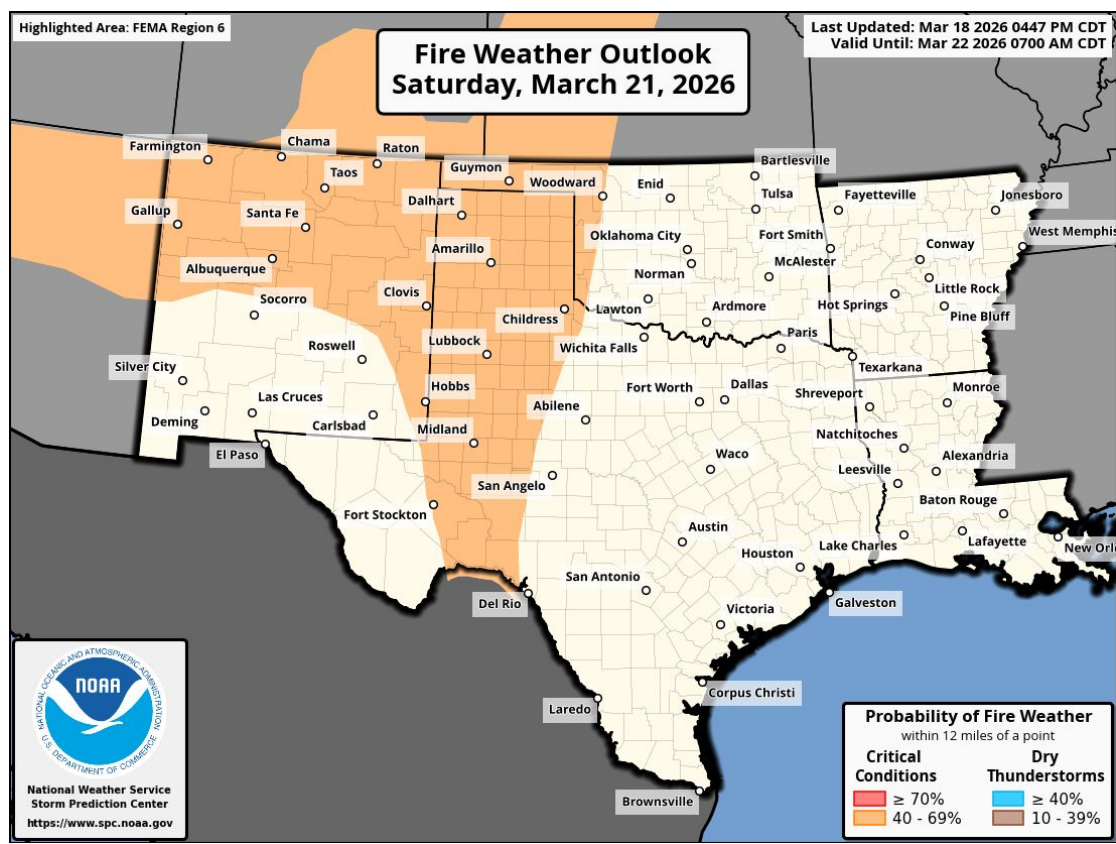 Highlighted Area: FEMA Region 6
Last Updated: Mar 18 2026 0447 PM CDT
Valid Until: Mar 22 2026 0700 AM CDT
Fire Weather Outlook
Saturday, March 21, 2026
Farmington
Chama
Raton
Taos
Guymon
Woodward
Enid
Bartlesville
Tulsa
Fayetteville
Jonesboro
Gallup
Santa Fe
Dalhart
Oklahoma City
Fort Smith
West Memphis
Albuquerque
Amarillo
Norman
McAlester
Conway
Little Rock
Socorro
Clovis
Childress
Lawton
Ardmore
Hot Springs
Pine Bluff
Roswell
Lubbock
Wichita Falls
Paris
Texarkana
Silver City
Hobbs
Fort Worth
Dallas
Shreveport
Monroe
Las Cruces
Deming
Carlsbad
Midland
Abilene
Natchitoches
El Paso
Waco
Leesville
Alexandria
San Angelo
Baton Rouge
Fort Stockton
Austin
Houston
Lake Charles
Lafayette
New Orl
San Antonio
Del Rio
Victoria
Galveston
Corpus Christi
Laredo
Brownsville
NATIONAL OCEANIC AND ATMOSPHERIC ADMINISTRATION
NOAA
U.S. DEPARTMENT OF COMMERCE
National Weather Service
Storm Prediction Center
https://www.spc.noaa.gov
Probability of Fire Weather
within 12 miles of a point
Critical Conditions
≥ 70%
40 - 69%
Dry Thunderstorms
≥ 40%
10 - 39%